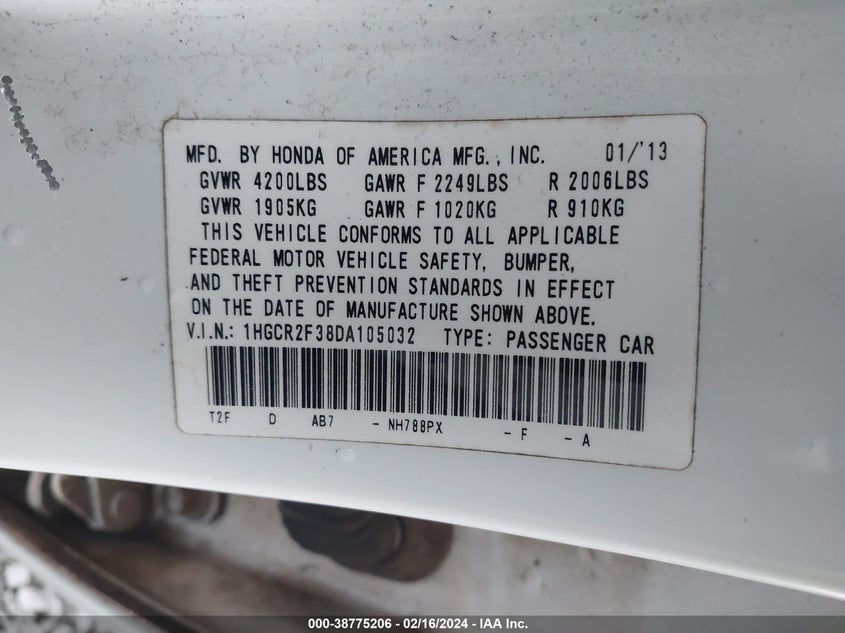 MFD. BY HONDA OF AMERICA MFG., INC. 01/'13
GVWR 4200LBS GAWR F 2249LBS R 2006LBS
GVWR 1905KG GAWR F 1020KG R 910KG
THIS VEHICLE CONFORMS TO ALL APPLICABLE
FEDERAL MOTOR VEHICLE SAFETY, BUMPER,
AND THEFT PREVENTION STANDARDS IN EFFECT
ON THE DATE OF MANUFACTURE SHOWN ABOVE.
V.I.N.: 1HGCR2F38DA105032 TYPE: PASSENGER CAR
T2F D AB7 - NH788PX - F - A
000-38775206 - 02/16/2024 - IAA Inc.